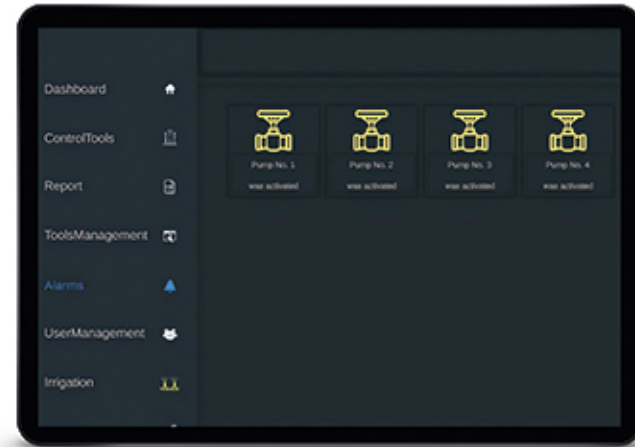 Dashboard
ControlTools
Report
ToolsManagement
Alarms
UserManagement
Irrigation
Pump No. 1
was activated
Pump No. 2
was activated
Pump No. 3
was activated
Pump No. 4
was activated